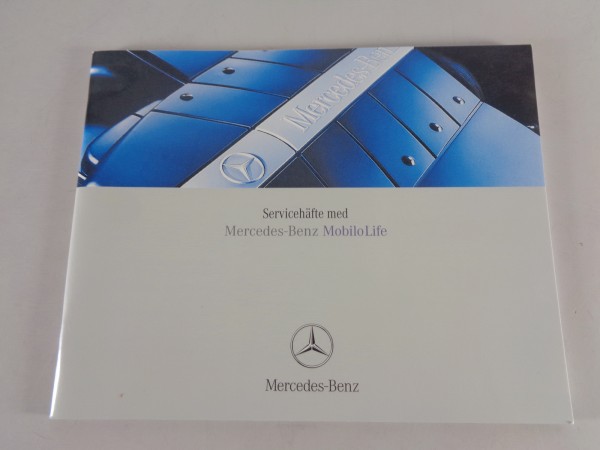 Mercedes-Benz
Servicehäfte med
Mercedes-Benz MobiloLife
Mercedes-Benz